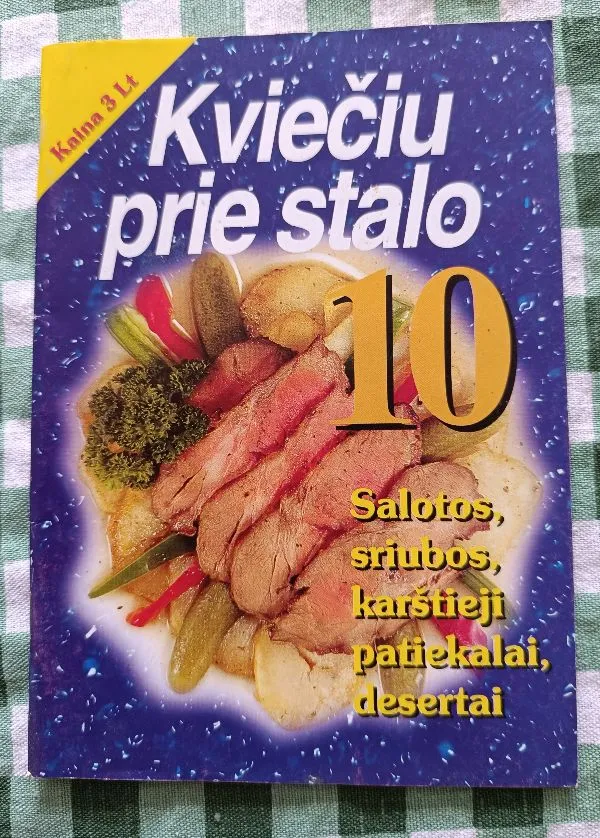 Kaina 3 Lt
Kviečiu
prie stalo
10
Salotos,
sriubos,
karštieji
patiekalai,
desertai